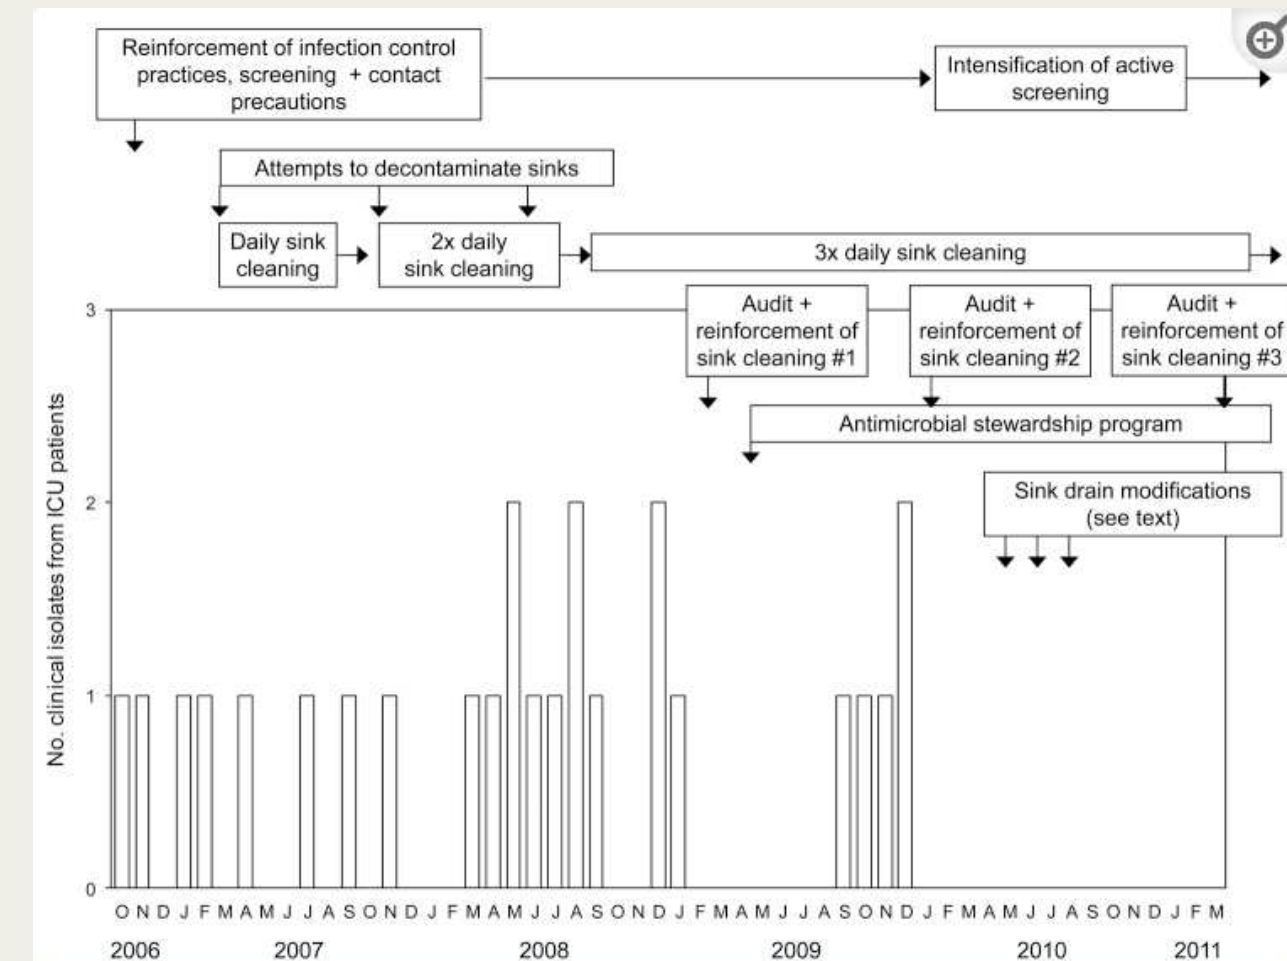 Reinforcement of infection control
practices, screening + contact
precautions
Intensification of active
screening
Attempts to decontaminate sinks
Daily sink
cleaning
2x daily
sink cleaning
3x daily sink cleaning
Audit +
reinforcement of
sink cleaning #1
Audit +
reinforcement of
sink cleaning #2
Audit +
reinforcement of
sink cleaning #3
Antimicrobial stewardship program
Sink drain modifications
(see text)
No. clinical isolates from ICU patients
3
2
1
0
O N D J F M A M J J A S O N D J F M A M J J A S O N D J F M A M J J A S O N D J F M A M J J A S O N D J F M
2006 2007 2008 2009 2010 2011